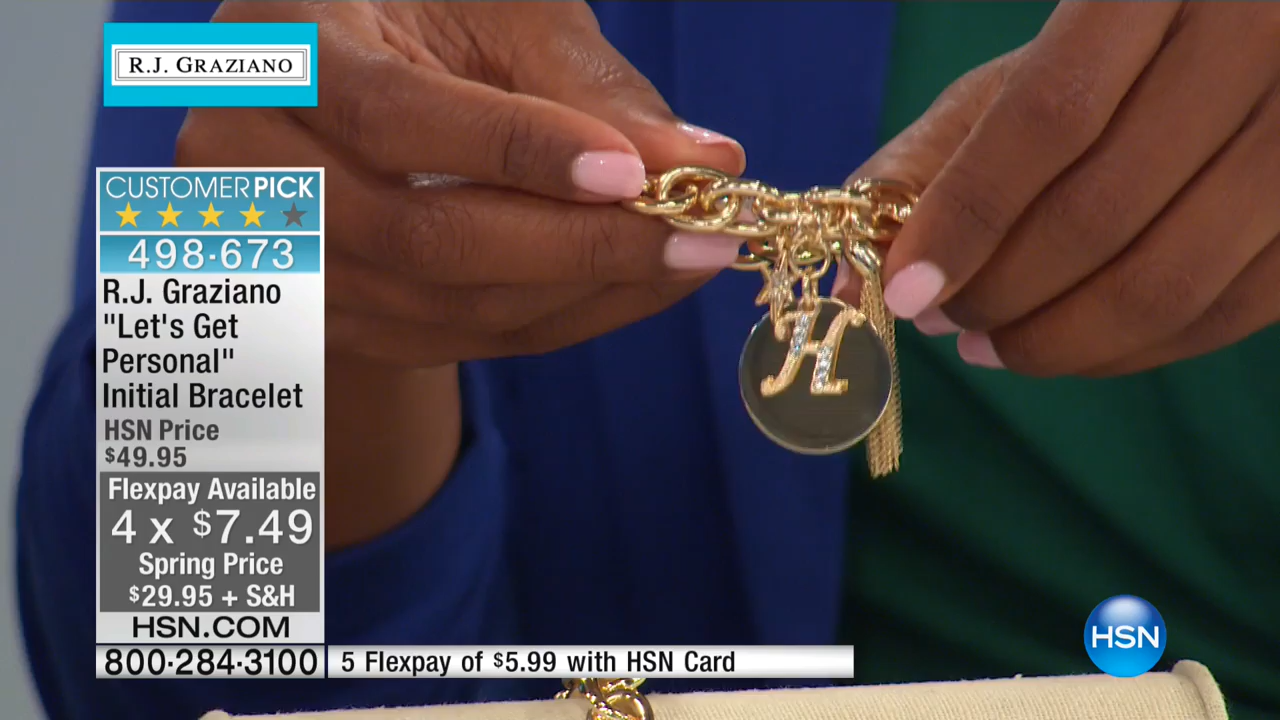 R.J. GRAZIANO
CUSTOMER PICK
498·673
R.J. Graziano
"Let's Get
Personal"
Initial Bracelet
HSN Price
$49.95
Flexpay Available
4 x $7.49
Spring Price
$29.95 + S&H
HSN.COM
800·284·3100
5 Flexpay of $5.99 with HSN Card
H
HSN